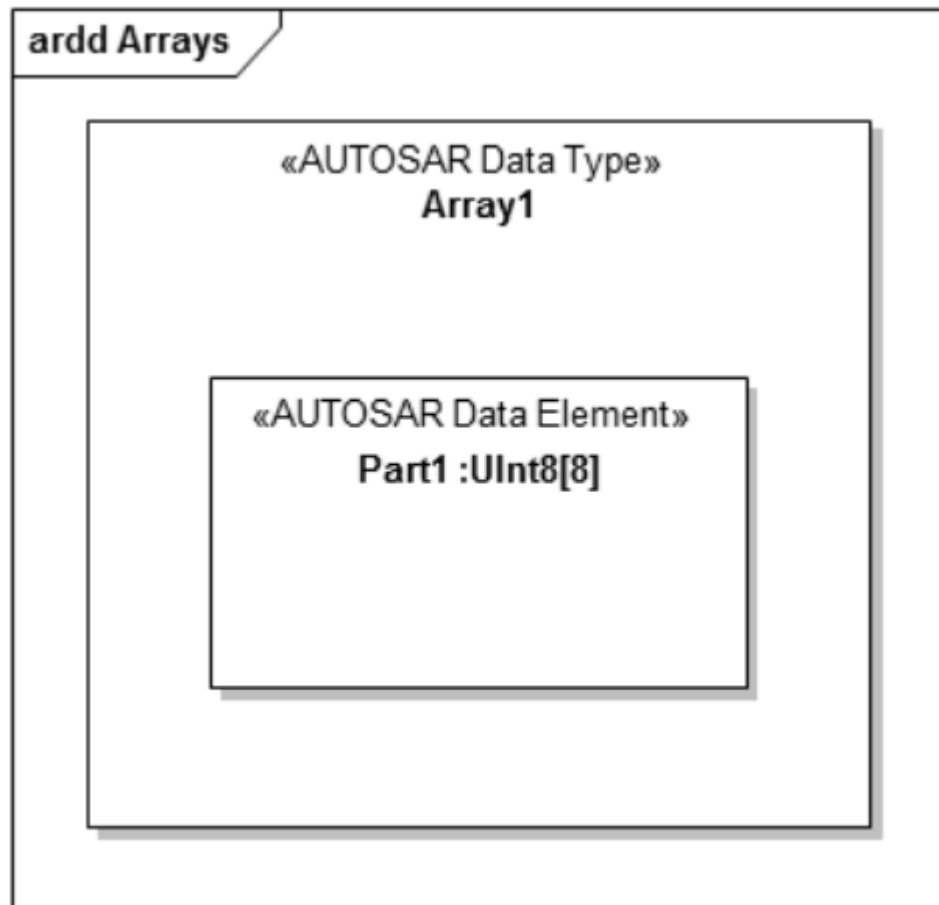 ardd Arrays
«AUTOSAR Data Type»
Array1
«AUTOSAR Data Element»
Part1 :UInt8[8]